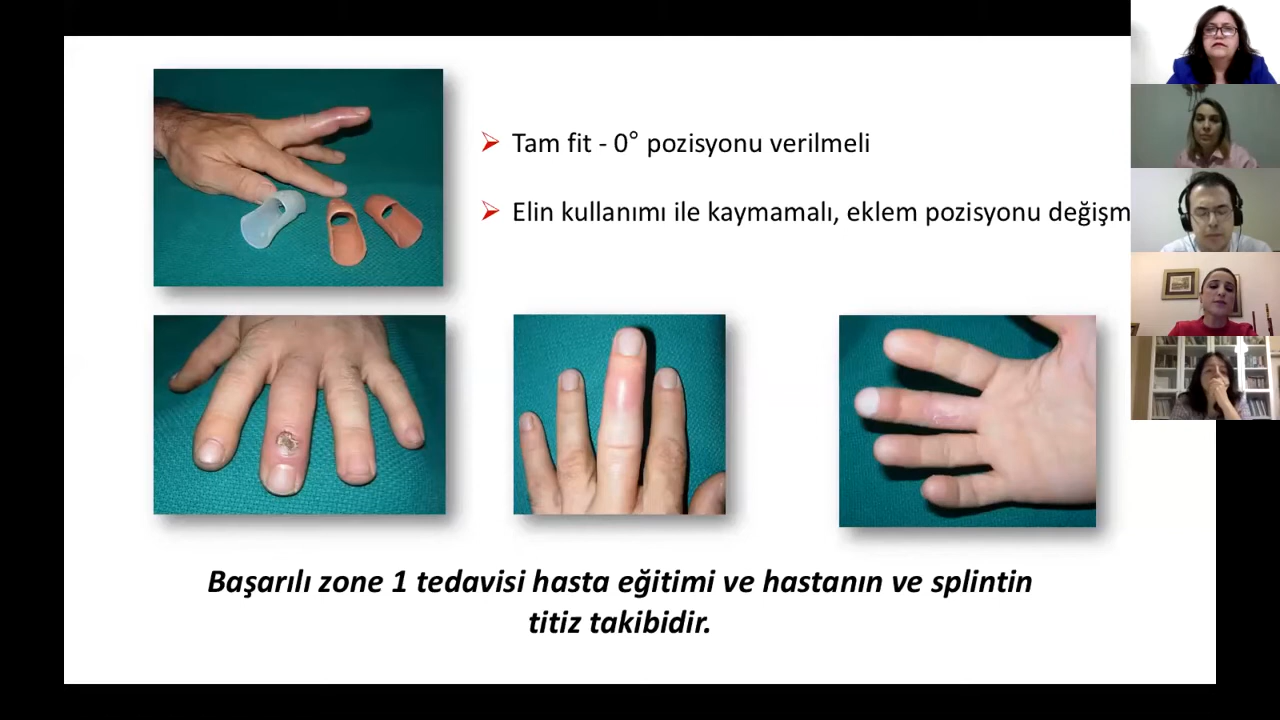 Tam fit - 0° pozisyonu verilmeli
Elin kullanımı ile kaymamalı, eklem pozisyonu değişm
Başarılı zone 1 tedavisi hasta eğitimi ve hastanın ve splintin
titiz takibidir.